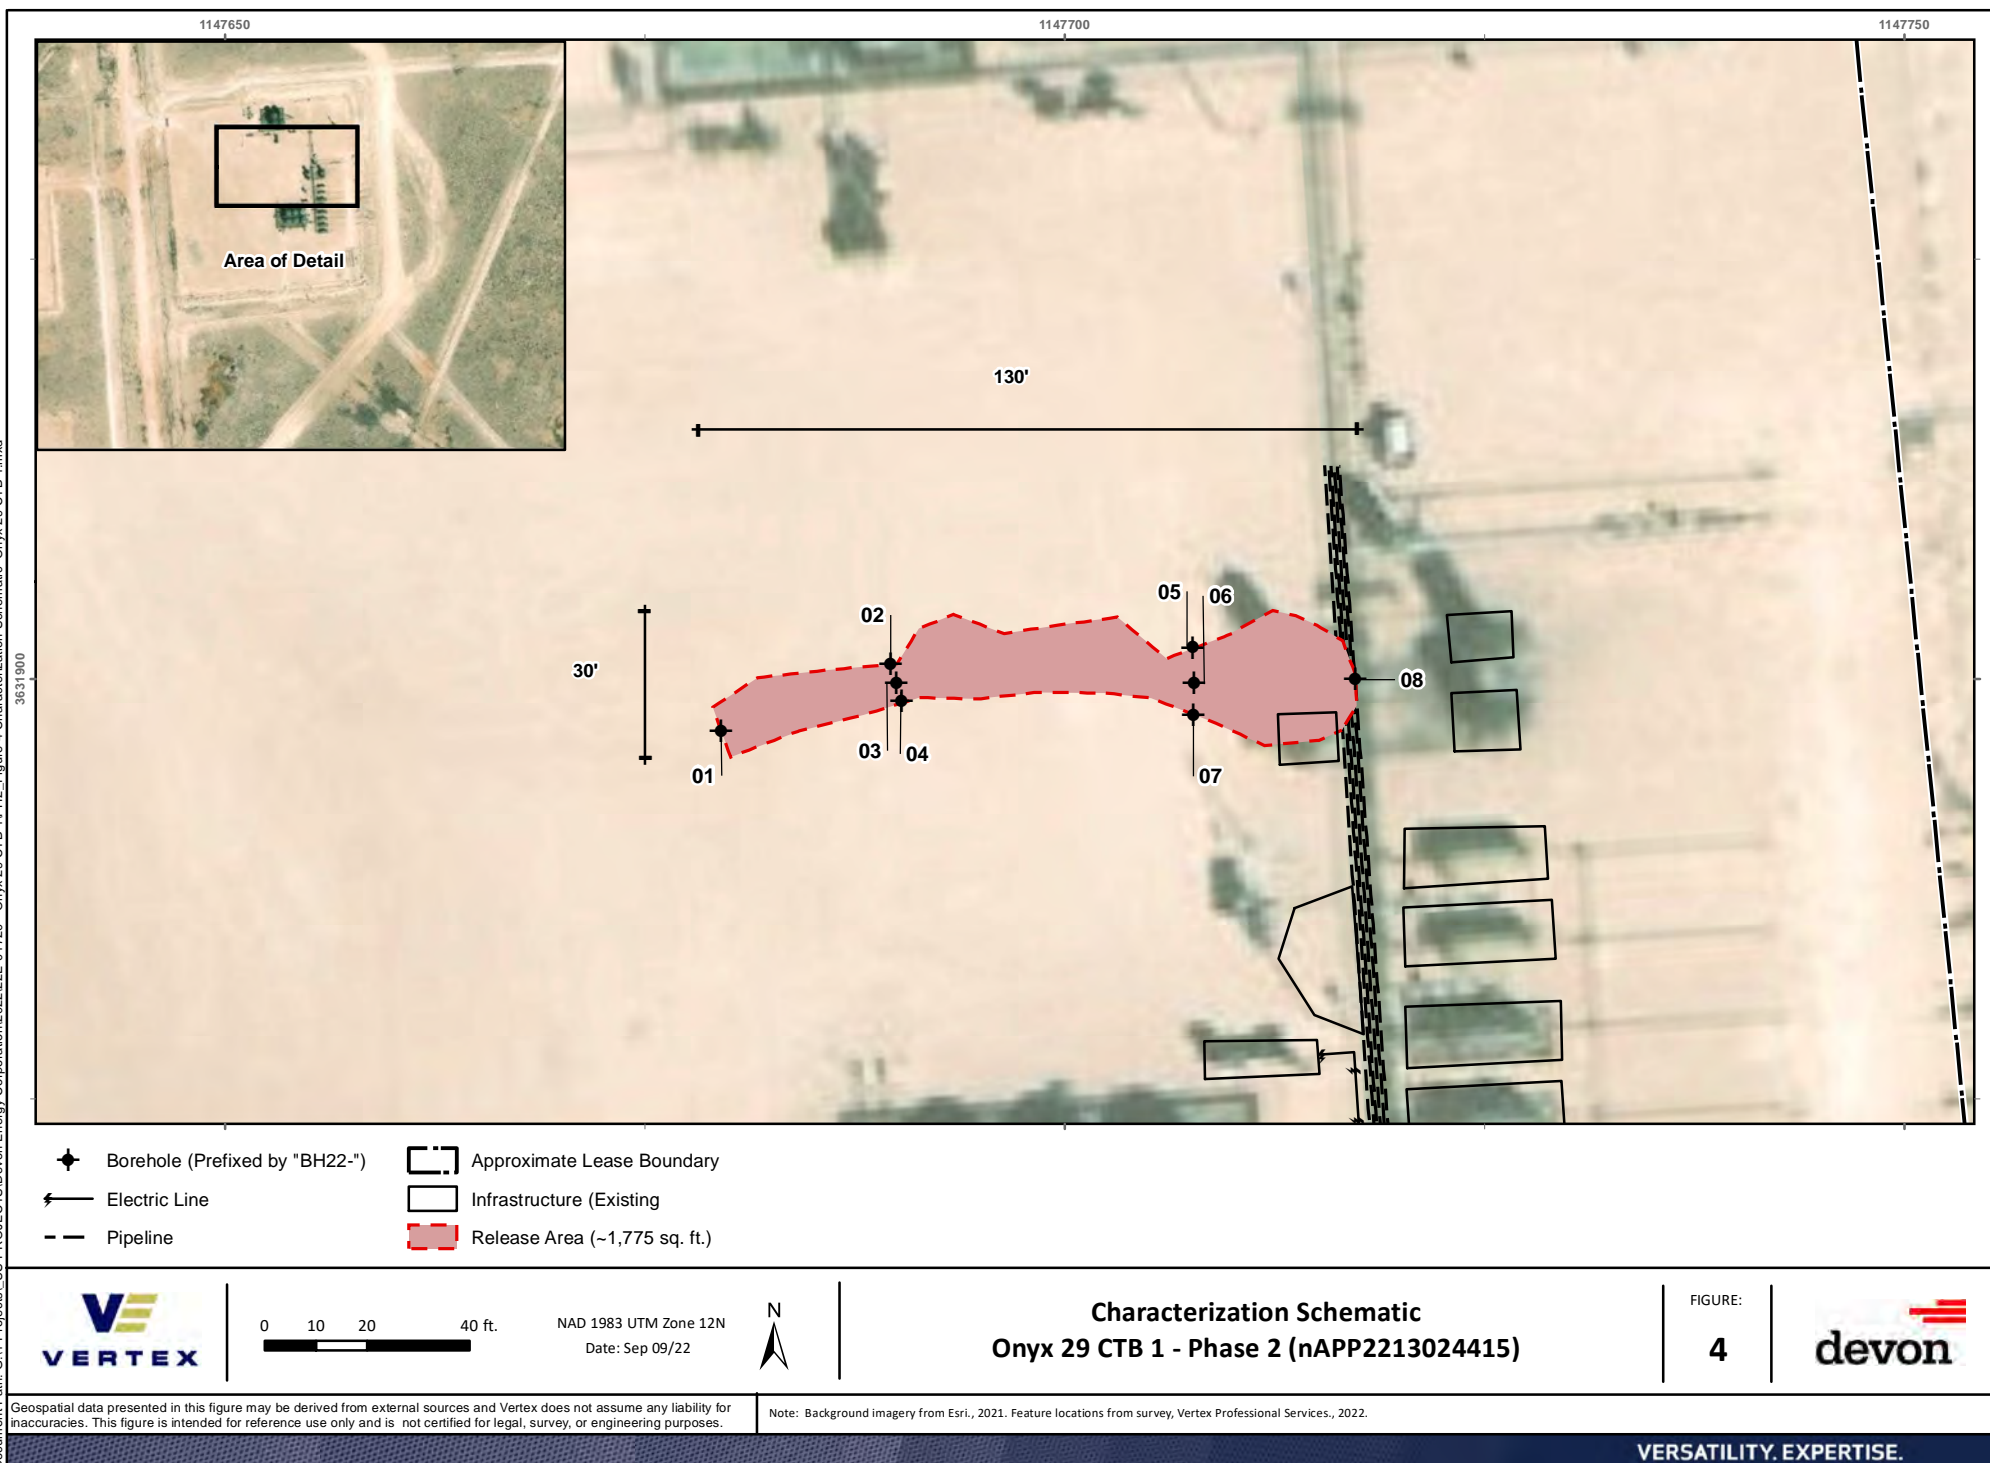 1147650
1147700
1147750
Area of Detail
130'
30'
3631900
01
02
03
04
05
06
07
08
Borehole (Prefixed by "BH22-")
Electric Line
Pipeline
Approximate Lease Boundary
Infrastructure (Existing
Release Area (~1,775 sq. ft.)
VE
VERTEX
0 10 20 40 ft.
NAD 1983 UTM Zone 12N
Date: Sep 09/22
N
Characterization Schematic
Onyx 29 CTB 1 - Phase 2 (nAPP2213024415)
FIGURE:
4
devon
Geospatial data presented in this figure may be derived from external sources and Vertex does not assume any liability for
inaccuracies. This figure is intended for reference use only and is not certified for legal, survey, or engineering purposes.
Note: Background imagery from Esri., 2021. Feature locations from survey, Vertex Professional Services., 2022.
VERSATILITY. EXPERTISE.